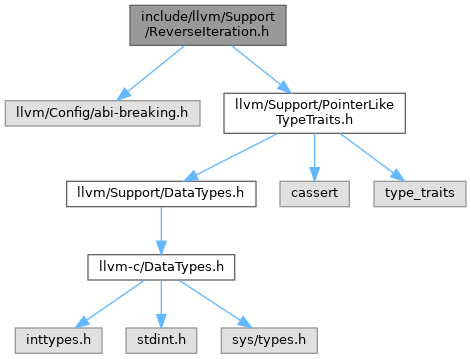 include/llvm/Support
/ReverseIteration.h
llvm/Config/abi-breaking.h
llvm/Support/PointerLike
TypeTraits.h
llvm/Support/DataTypes.h
cassert
type_traits
llvm-c/DataTypes.h
inttypes.h
stdint.h
sys/types.h